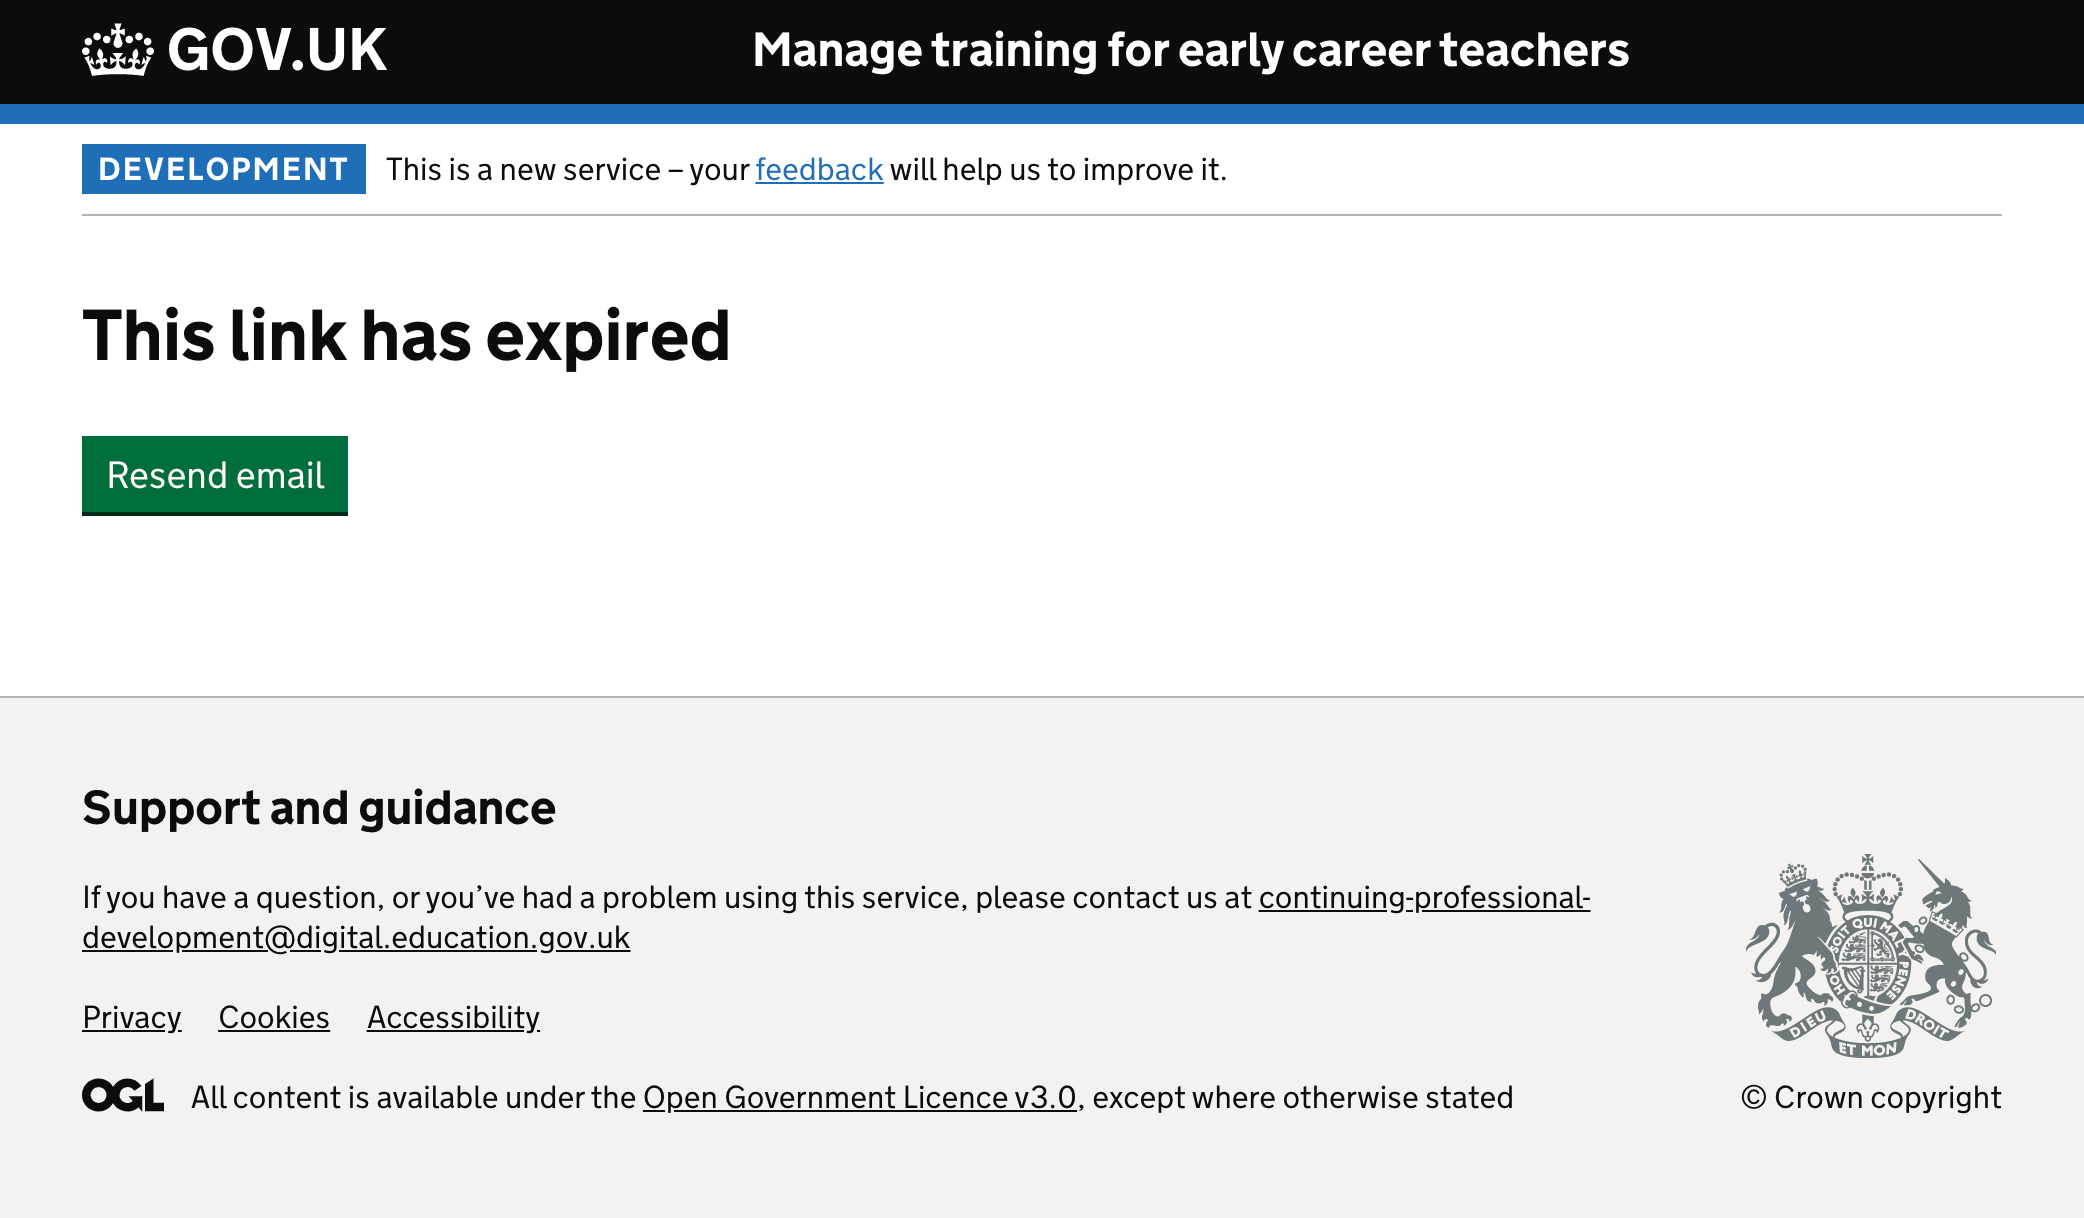 GOV.UK
Manage training for early career teachers
DEVELOPMENT
This is a new service – your feedback will help us to improve it.
This link has expired
Resend email
Support and guidance
If you have a question, or you’ve had a problem using this service, please contact us at continuing-professional-
development@digital.education.gov.uk
Privacy Cookies Accessibility
OGL All content is available under the Open Government Licence v3.0, except where otherwise stated
SOIT QUI MAL Y PENSE
HON
DIEU ET MON DROIT
© Crown copyright